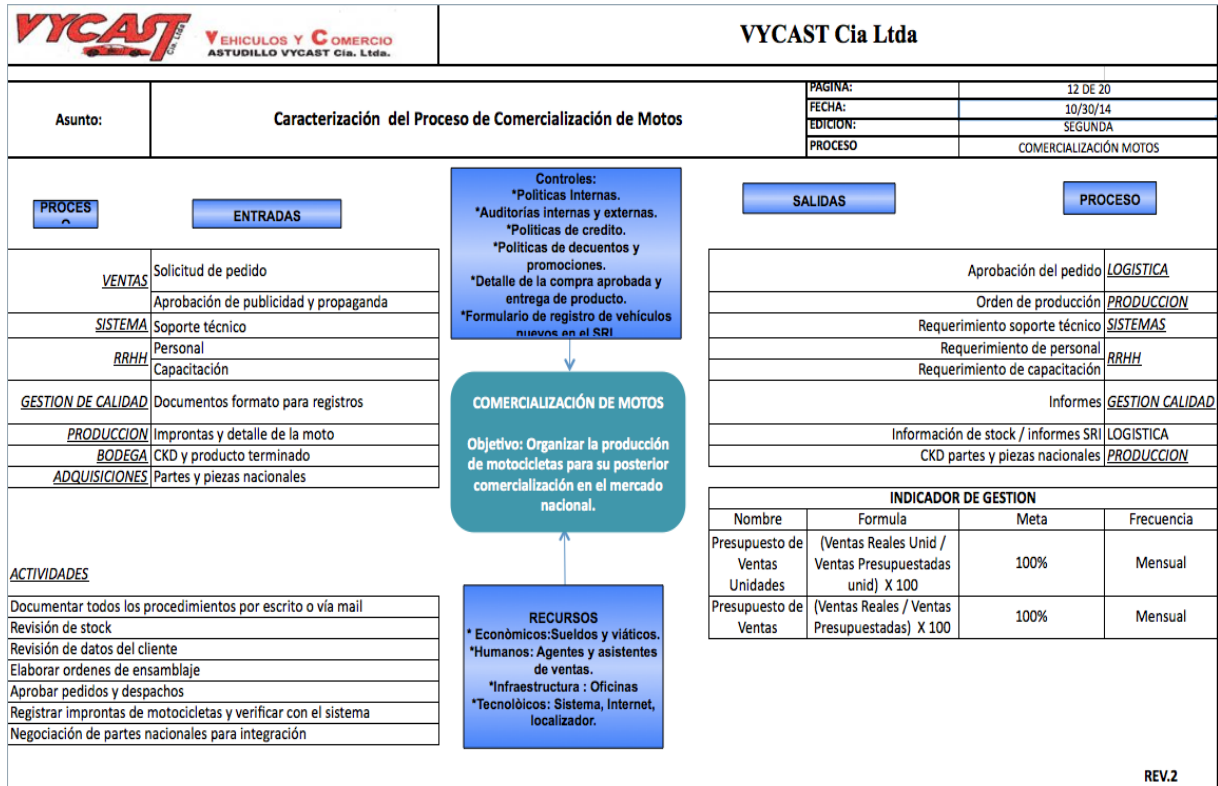 VYCAST Cia. Ltda.
VEHICULOS Y COMERCIO
ASTUDILLO VYCAST Cia. Ltda.
VYCAST Cia Ltda
Asunto:
Caracterización del Proceso de Comercialización de Motos
PAGINA: 12 DE 20
FECHA: 10/30/14
EDICION: SEGUNDA
PROCESO COMERCIALIZACIÓN MOTOS
PROCES
ENTRADAS
VENTAS Solicitud de pedido
Aprobación de publicidad y propaganda
SISTEMA Soporte técnico
RRHH Personal
Capacitación
GESTION DE CALIDAD Documentos formato para registros
PRODUCCION Improntas y detalle de la moto
BODEGA CKD y producto terminado
ADQUISICIONES Partes y piezas nacionales
ACTIVIDADES
Documentar todos los procedimientos por escrito o vía mail
Revisión de stock
Revisión de datos del cliente
Elaborar ordenes de ensamblaje
Aprobar pedidos y despachos
Registrar improntas de motocicletas y verificar con el sistema
Negociación de partes nacionales para integración
Controles:
*Politicas Internas.
*Auditorías internas y externas.
*Politicas de credito.
*Politicas de decuentos y
promociones.
*Detalle de la compra aprobada y
entrega de producto.
*Formulario de registro de vehículos
nuevos en el SRI
COMERCIALIZACIÓN DE MOTOS
Objetivo: Organizar la producción
de motocicletas para su posterior
comercialización en el mercado
nacional.
RECURSOS
* Econòmicos:Sueldos y viáticos.
*Humanos: Agentes y asistentes
de ventas.
*Infraestructura : Oficinas
*Tecnolòicos: Sistema, Internet,
localizador.
SALIDAS
PROCESO
Aprobación del pedido LOGISTICA
Orden de producción PRODUCCION
Requerimiento soporte técnico SISTEMAS
Requerimiento de personal RRHH
Requerimiento de capacitación
Informes GESTION CALIDAD
Información de stock / informes SRI LOGISTICA
CKD partes y piezas nacionales PRODUCCION
INDICADOR DE GESTION
Nombre Formula Meta Frecuencia
Presupuesto de (Ventas Reales Unid /
Ventas Ventas Presupuestadas 100% Mensual
Unidades unid) X 100
Presupuesto de (Ventas Reales / Ventas 100% Mensual
Ventas Presupuestadas) X 100
REV.2